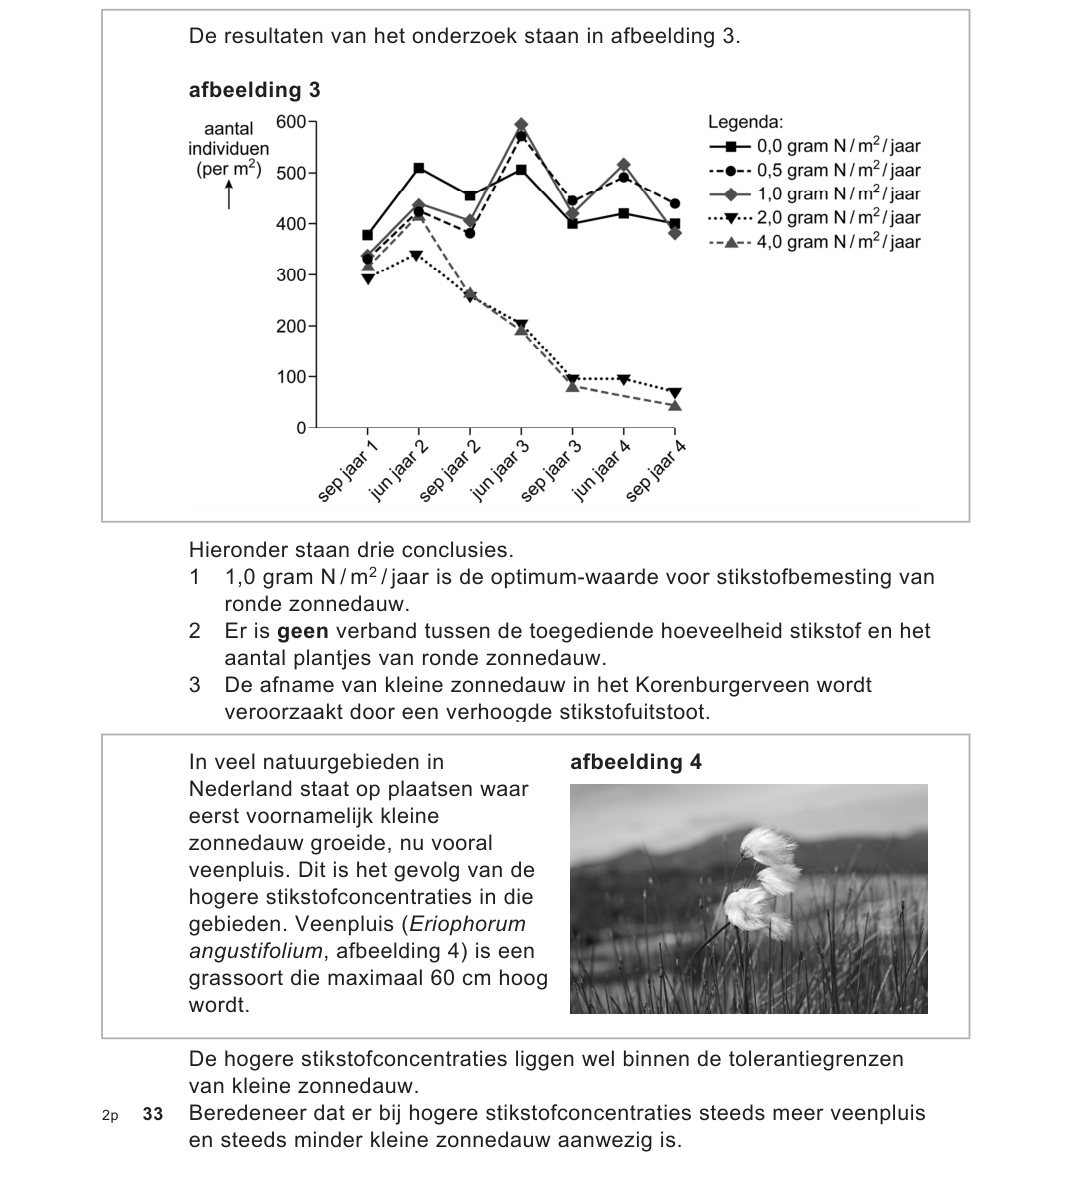 De resultaten van het onderzoek staan in afbeelding 3.
afbeelding 3
aantal
individuen
(per m²)
600
500
400
300
200
100
0
sep jaar 1
jun jaar 2
sep jaar 2
jun jaar 3
sep jaar 3
jun jaar 4
sep jaar 4
Legenda:
0,0 gram N / m² / jaar
0,5 gram N / m² / jaar
1,0 gram N / m² / jaar
2,0 gram N / m² / jaar
4,0 gram N / m² / jaar
Hieronder staan drie conclusies.
1 1,0 gram N / m² / jaar is de optimum-waarde voor stikstofbemesting van
ronde zonnedauw.
2 Er is geen verband tussen de toegediende hoeveelheid stikstof en het
aantal plantjes van ronde zonnedauw.
3 De afname van kleine zonnedauw in het Korenburgerveen wordt
veroorzaakt door een verhoogde stikstofuitstoot.
In veel natuurgebieden in
Nederland staat op plaatsen waar
eerst voornamelijk kleine
zonnedauw groeide, nu vooral
veenpluis. Dit is het gevolg van de
hogere stikstofconcentraties in die
gebieden. Veenpluis (Eriophorum
angustifolium, afbeelding 4) is een
grassoort die maximaal 60 cm hoog
wordt.
afbeelding 4
De hogere stikstofconcentraties liggen wel binnen de tolerantiegrenzen
van kleine zonnedauw.
2p 33 Beredeneer dat er bij hogere stikstofconcentraties steeds meer veenpluis
en steeds minder kleine zonnedauw aanwezig is.